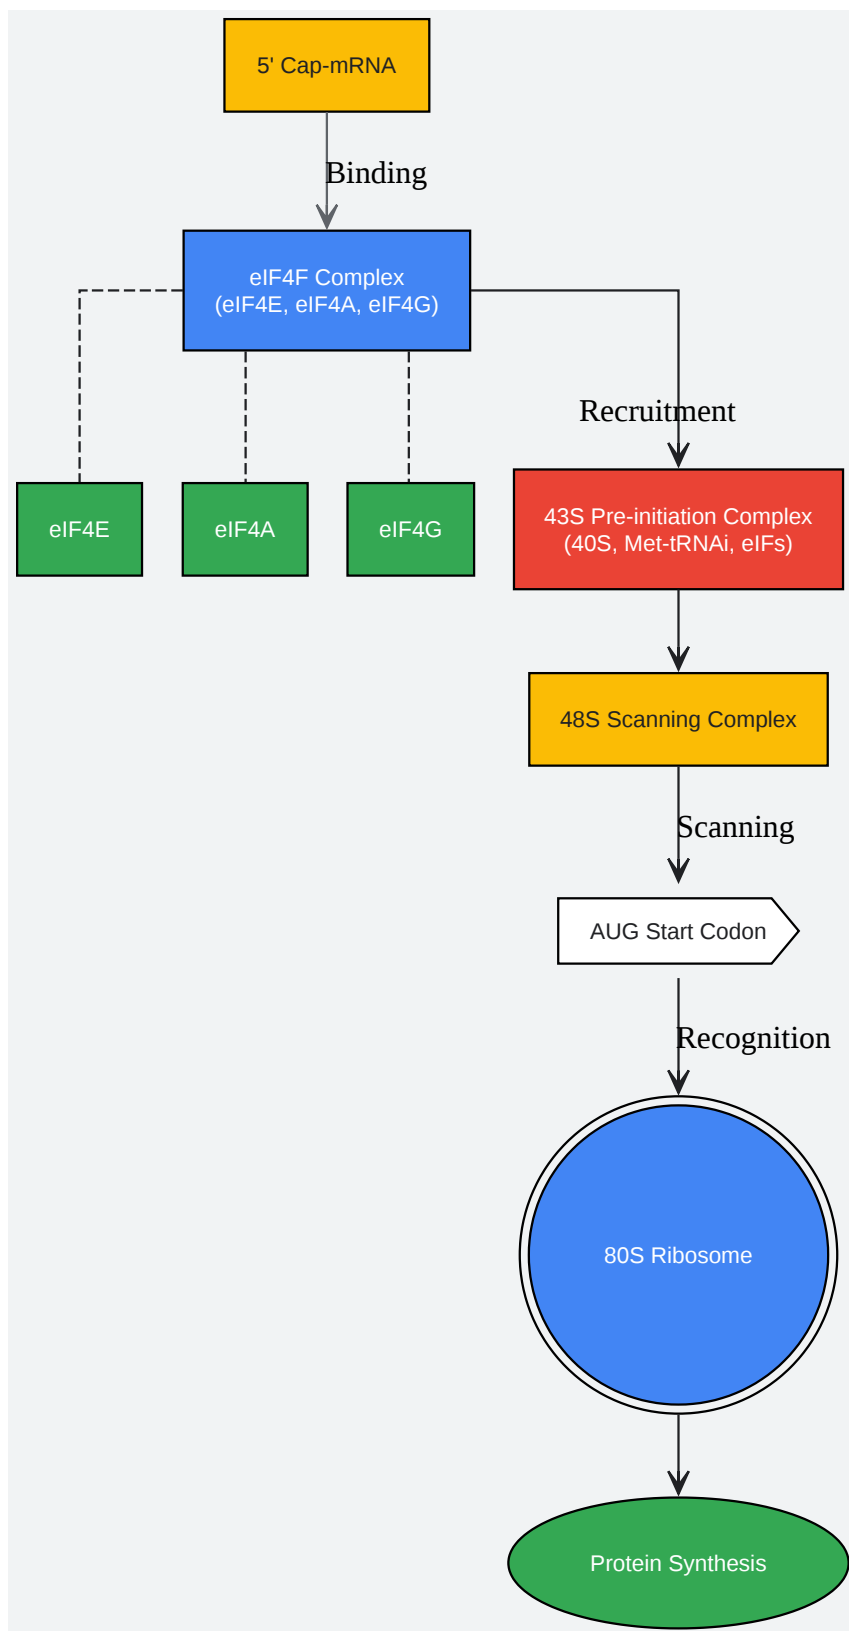 5' Cap-mRNA
Binding
eIF4F Complex
(eIF4E, eIF4A, eIF4G)
Recruitment
eIF4E
eIF4A
eIF4G
43S Pre-initiation Complex
(40S, Met-tRNAi, eIFs)
48S Scanning Complex
Scanning
AUG Start Codon
Recognition
80S Ribosome
Protein Synthesis